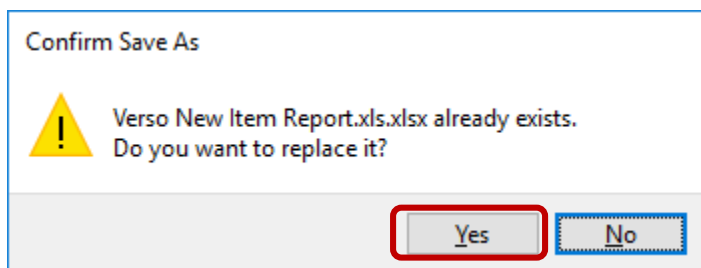 Confirm Save As
Verso New Item Report.xls.xlsx already exists.
Do you want to replace it?
Yes
No